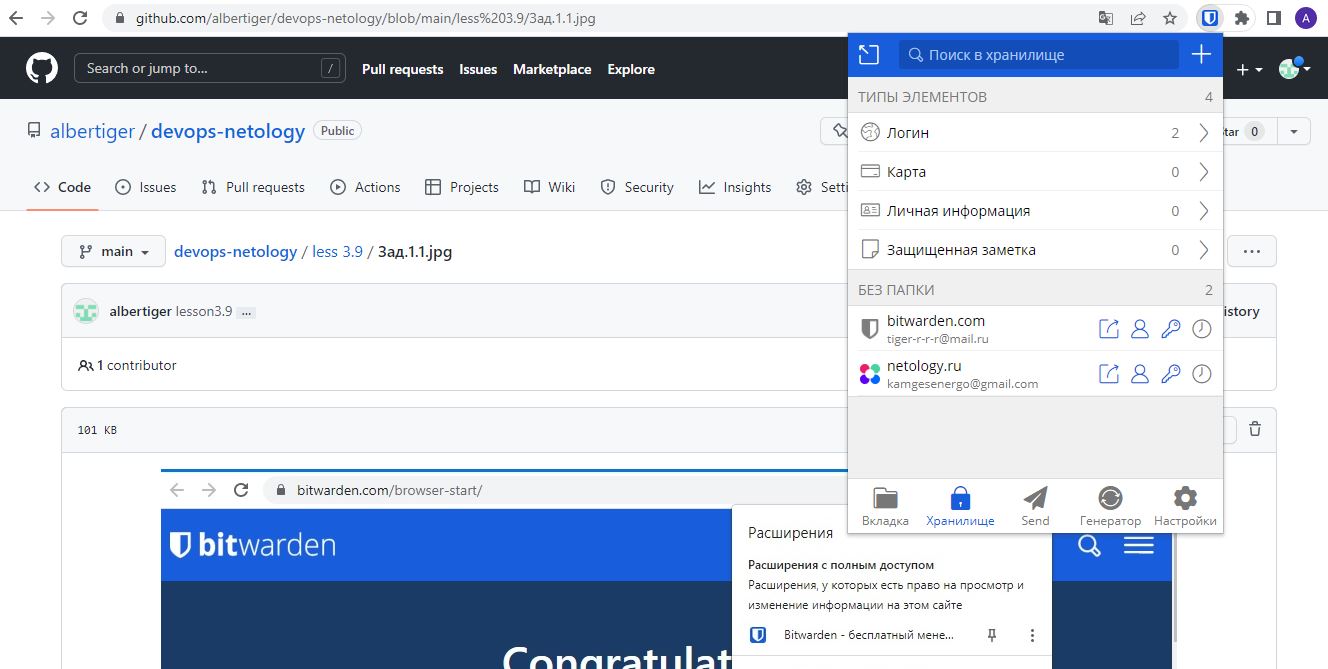 github.com/albertiger/devops-netology/blob/main/less%203.9/Зад.1.1.jpg
A
Search or jump to...
/
Pull requests
Issues
Marketplace
Explore
albertiger / devops-netology
Public
tar 0
Code
Issues
Pull requests
Actions
Projects
Wiki
Security
Insights
Setti
main
devops-netology / less 3.9 / Зад.1.1.jpg
...
albertiger lesson3.9 ...
istory
1 contributor
101 KB
Поиск в хранилище
ТИПЫ ЭЛЕМЕНТОВ 4
Логин 2
Карта 0
Личная информация 0
Защищенная заметка 0
БЕЗ ПАПКИ 2
bitwarden.com
tiger-r-r-r@mail.ru
netology.ru
kamgesenergo@gmail.com
Вкладка
Хранилище
Send
Генератор
Настройки
bitwarden.com/browser-start/
bitwarden
Расширения
Расширения с полным доступом
Расширения, у которых есть право на просмотр и
изменение информации на этом сайте
Bitwarden - бесплатный мене...
Congratulat